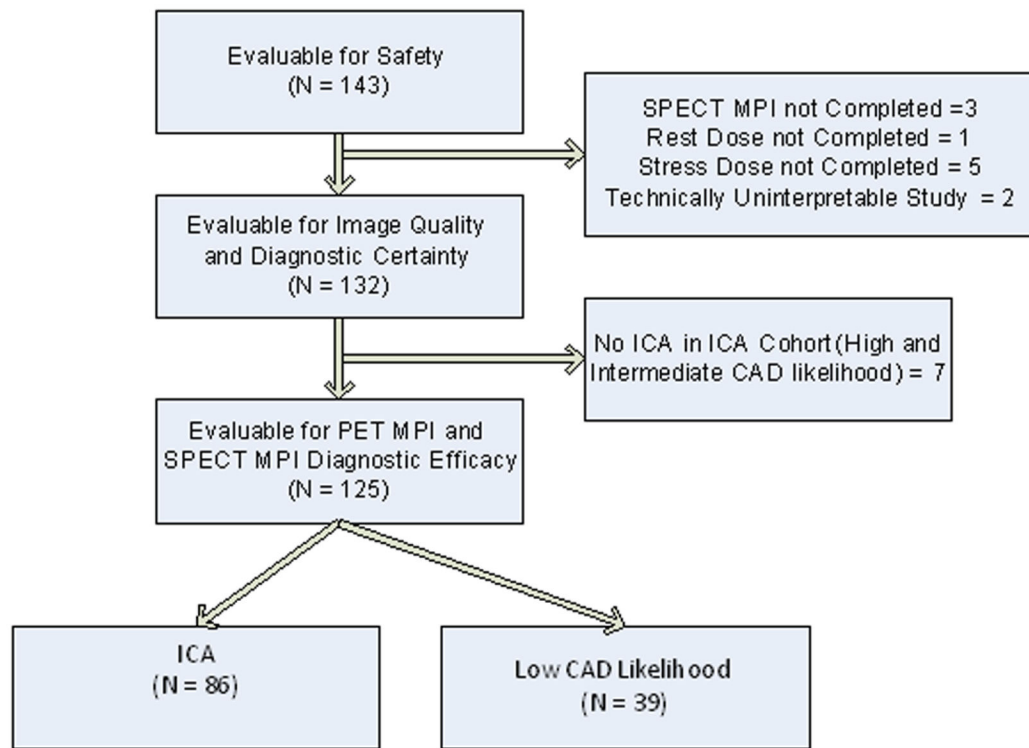 Evaluable for Safety
(N = 143)
SPECT MPI not Completed =3
Rest Dose not Completed = 1
Stress Dose not Completed = 5
Technically Uninterpretable Study = 2
Evaluable for Image Quality
and Diagnostic Certainty
(N = 132)
No ICA in ICA Cohort(High and
Intermediate CAD likelihood) = 7
Evaluable for PET MPI and
SPECT MPI Diagnostic Efficacy
(N = 125)
ICA
(N = 86)
Low CAD Likelihood
(N = 39)